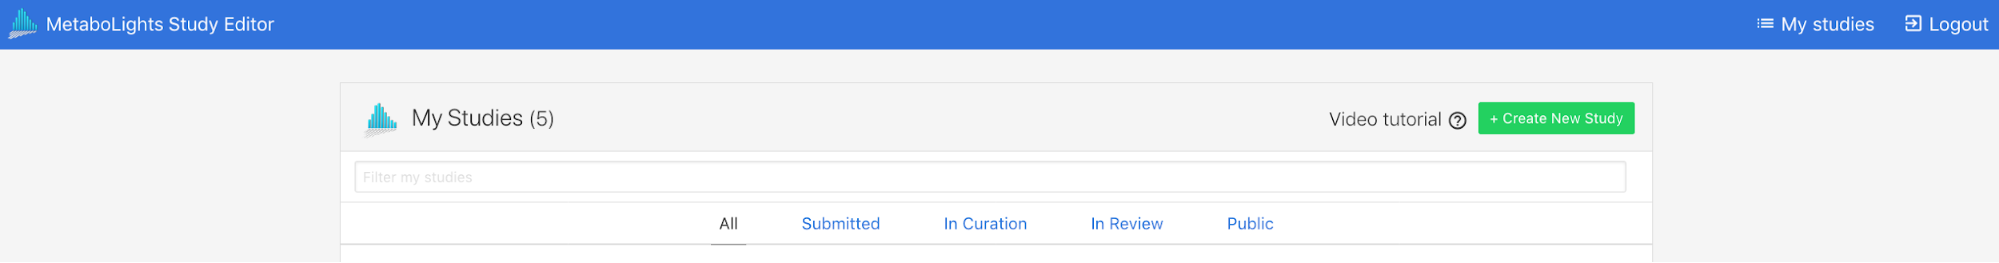 MetaboLights Study Editor
My studies
Logout
My Studies (5)
Video tutorial ?
+ Create New Study
Filter my studies
All
Submitted
In Curation
In Review
Public